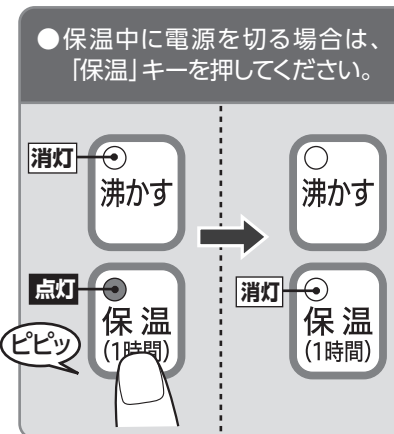 ●保温中に電源を切る場合は、
「保温」キーを押してください。
消灯
沸かす
点灯
保温
(1時間)
ピピッ
沸かす
消灯
保温
(1時間)